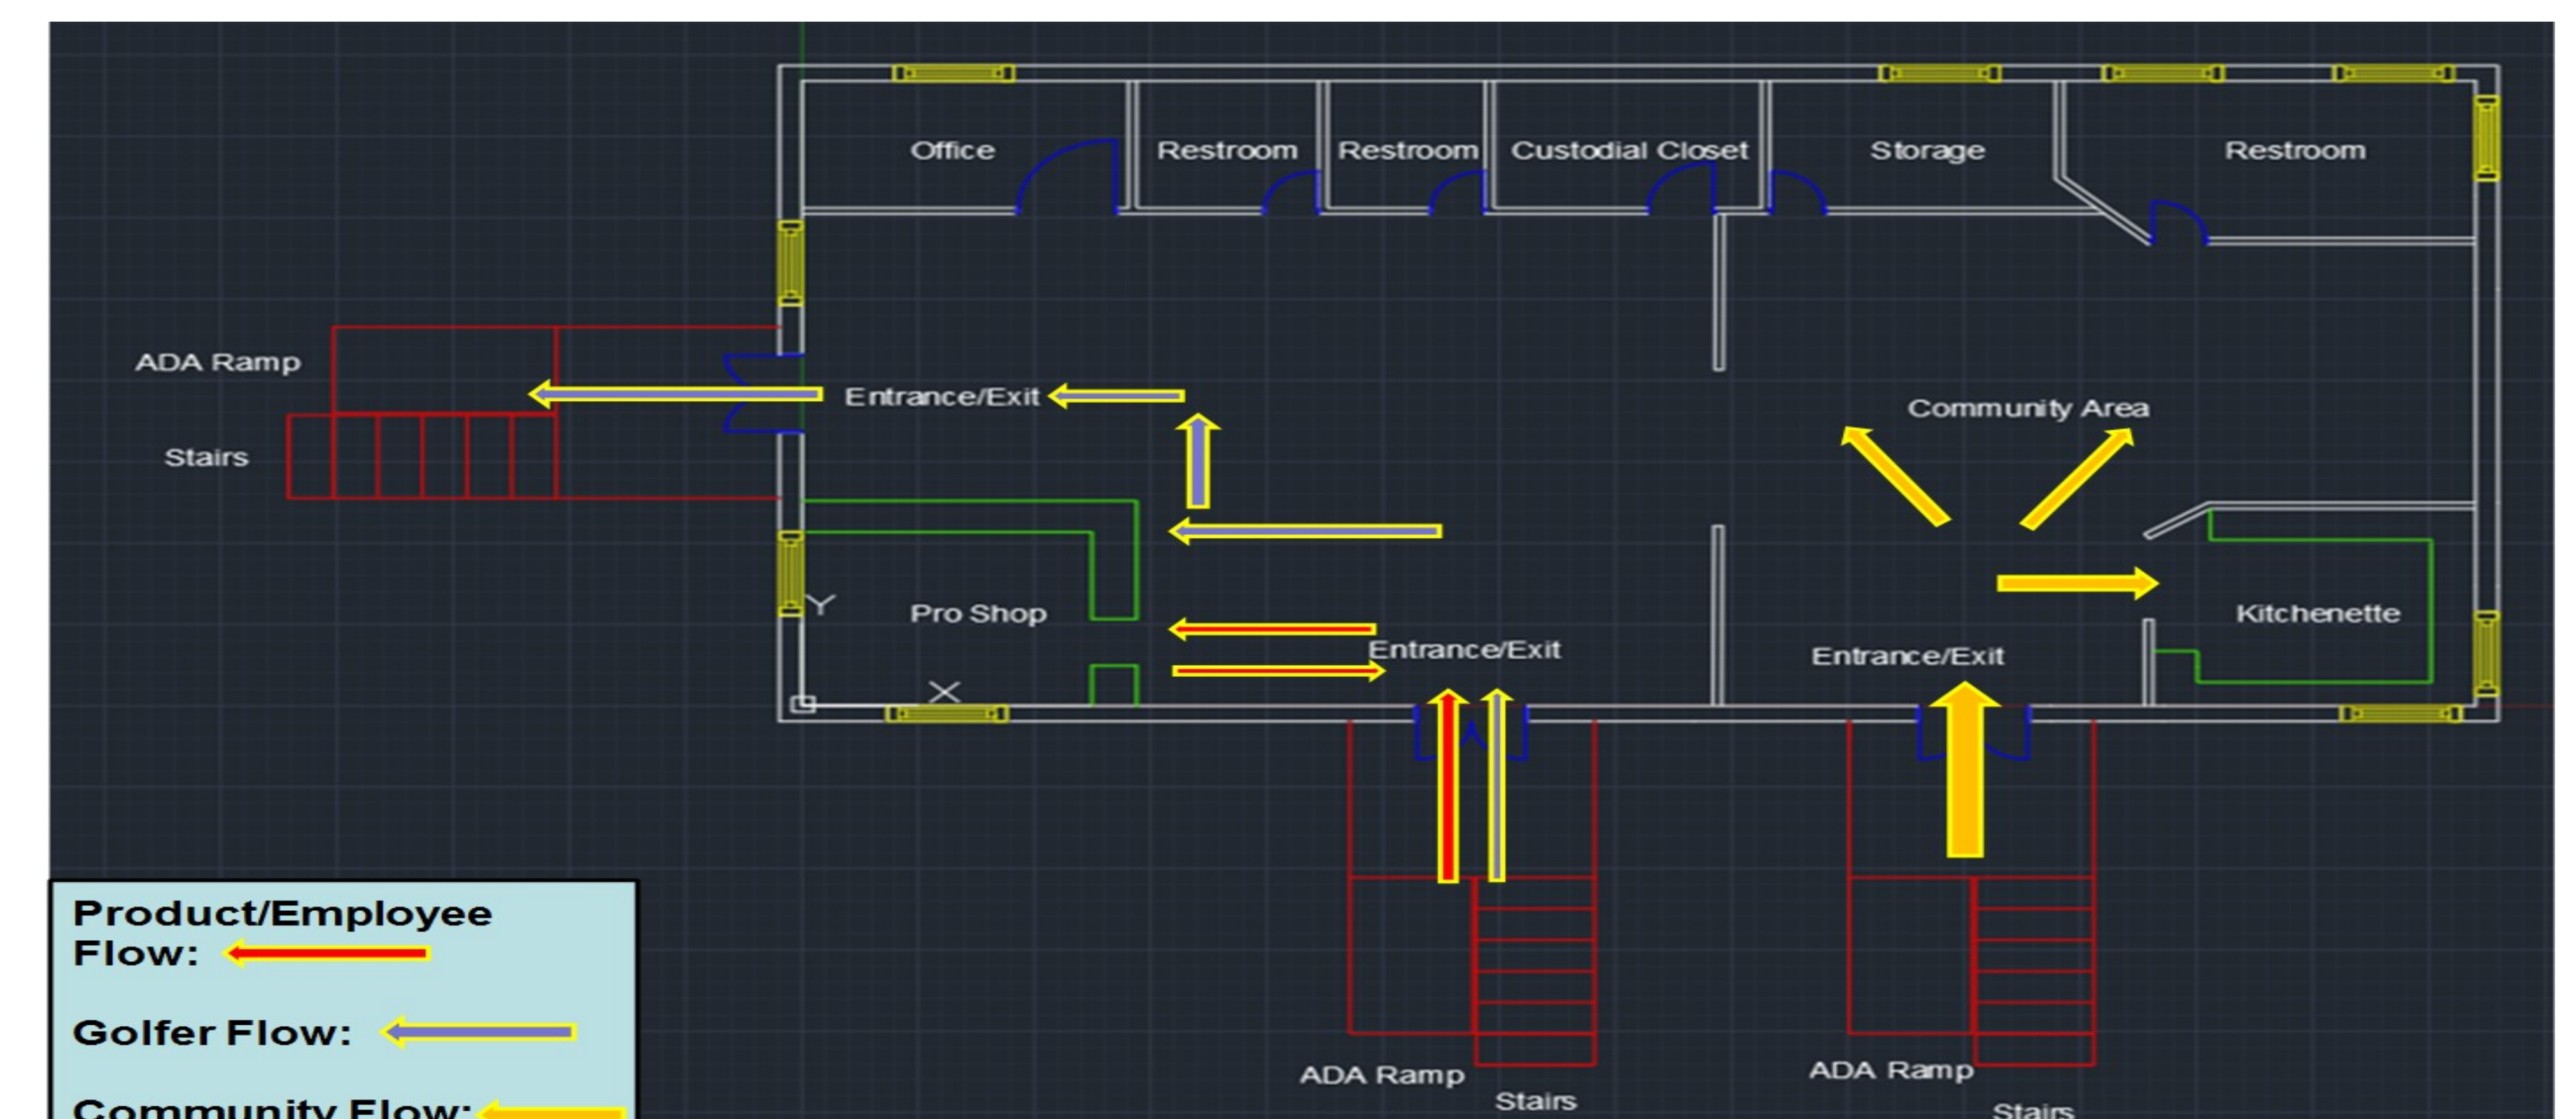 Office
Restroom
Restroom
Custodial Closet
Storage
Restroom
ADA Ramp
Entrance/Exit
Community Area
Stairs
Y
Pro Shop
Kitchenette
Entrance/Exit
Entrance/Exit
X
Product/Employee
Flow:
Golfer Flow:
Community Flow:
ADA Ramp
Stairs
ADA Ramp
Stairs